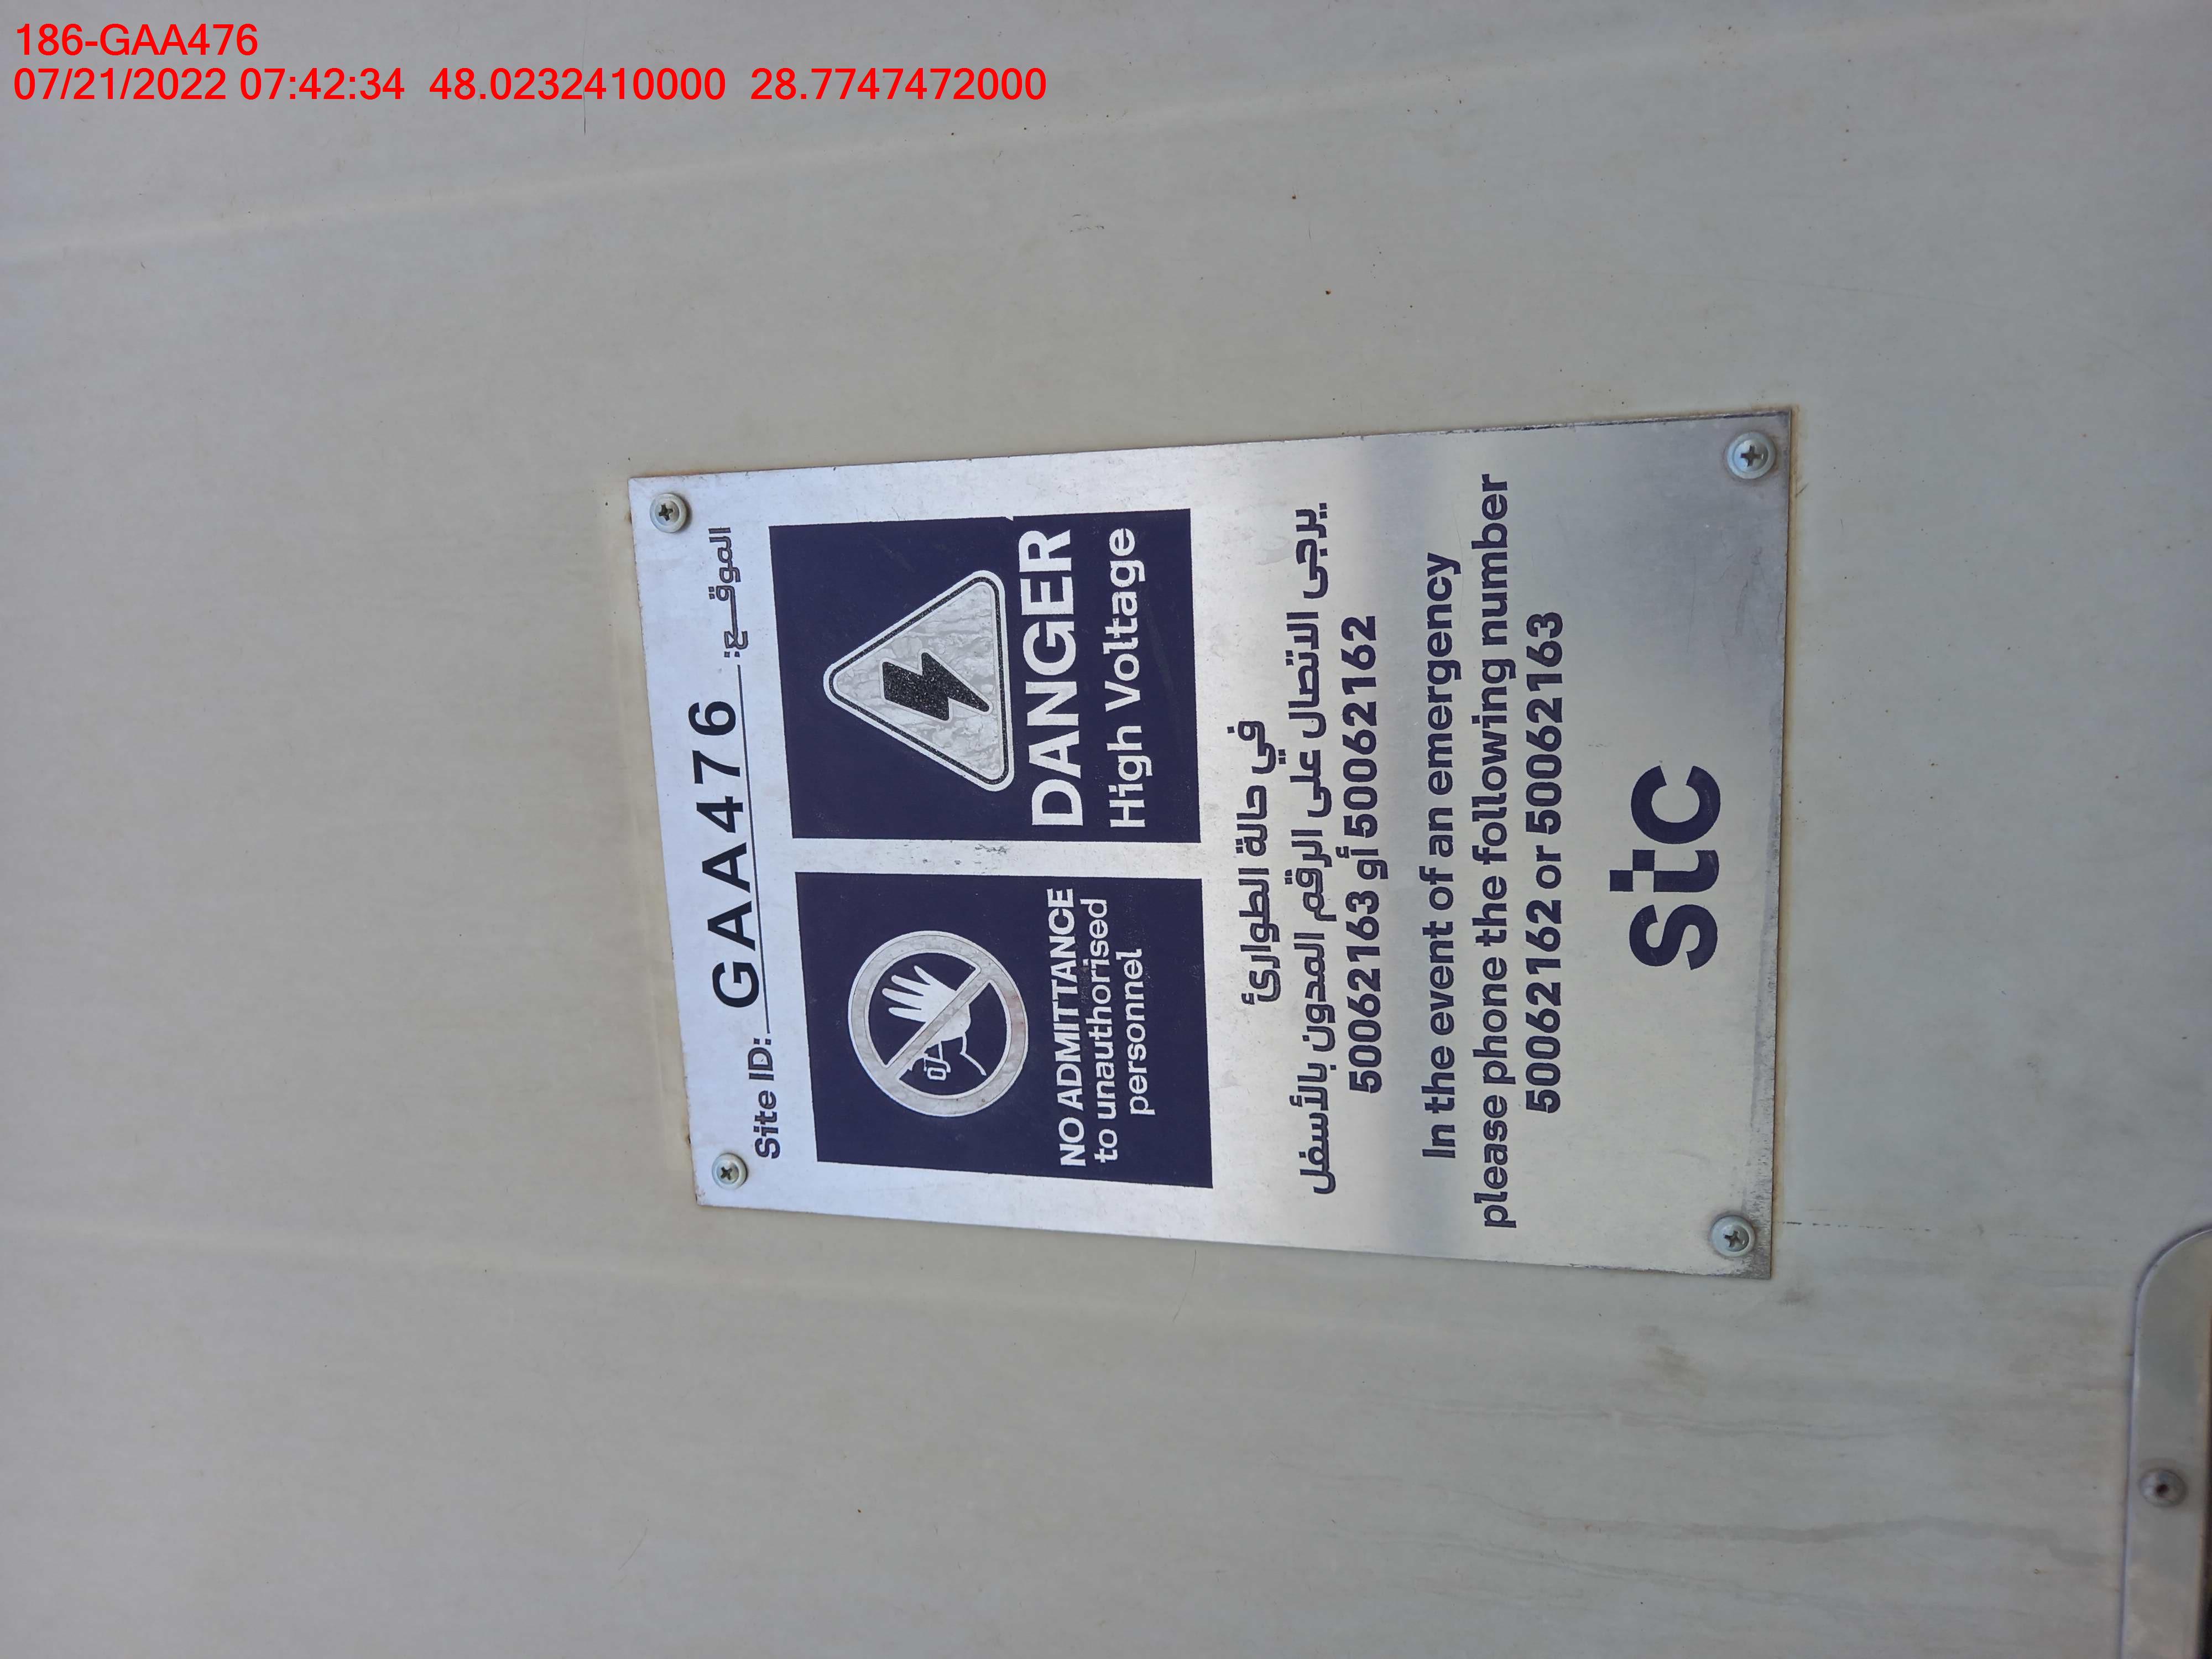 186-GAA476
07/21/2022 07:42:34 48.0232410000 28.7747472000
Site ID: GAA476 الموقــع:
NO ADMITTANCE
to unauthorised
personnel
DANGER
High Voltage
في حالة الطوارئ
يرجى الاتصال على الرقم المدون بالأسفل
50062162 أو 50062163
In the event of an emergency
please phone the following number
50062162 or 50062163
stc